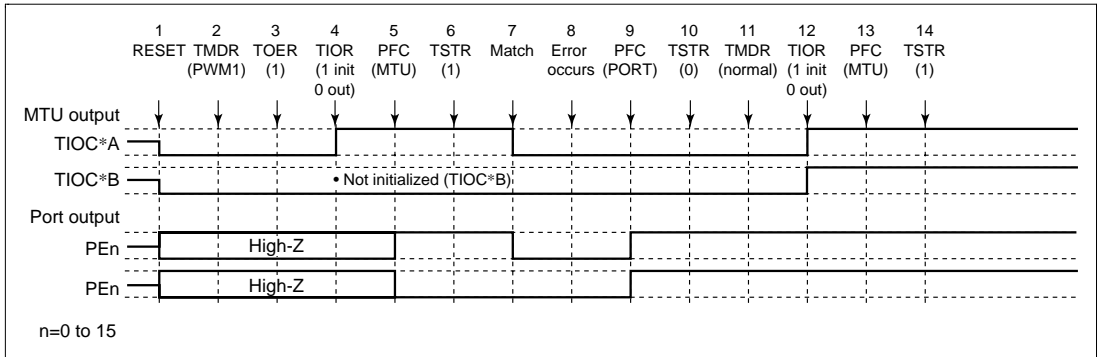 1 2 3 4 5 6 7 8 9 10 11 12 13 14
RESET TMDR TOER TIOR PFC TSTR Match Error PFC TSTR TMDR TIOR PFC TSTR
(PWM1) (1) (1 init (MTU) (1) occurs (PORT) (0) (normal) (1 init (MTU) (1)
0 out) 0 out)
MTU output
TIOC*A
TIOC*B • Not initialized (TIOC*B)
Port output
PEn High-Z
PEn High-Z
n=0 to 15